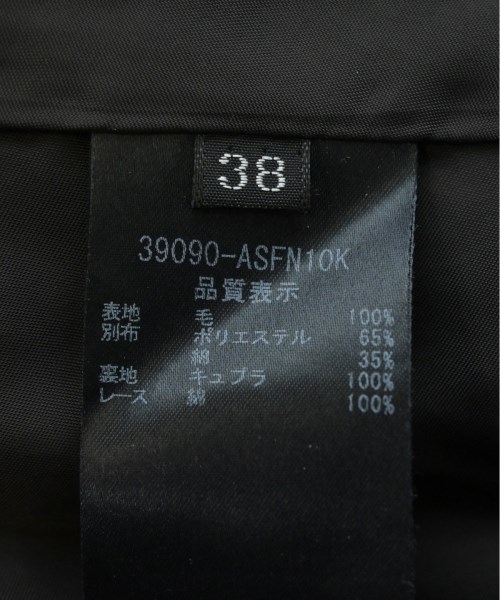 38
39090-ASFN10K
品質表示
表地 毛 100%
別布 ポリエステル 65%
綿 35%
裏地 キュプラ 100%
レース 綿 100%